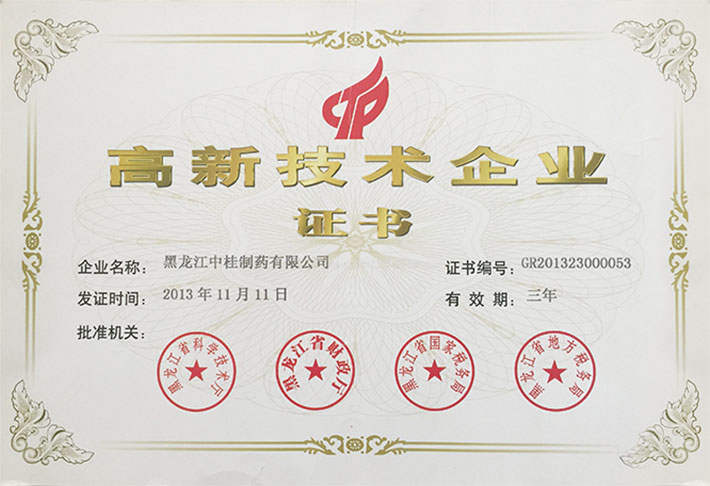 高新技术企业
证书
企业名称: 黑龙江中桂制药有限公司
证书编号: GR201323000053
发证时间: 2013年11月11日
有效期: 三年
批准机关:
黑龙江省科学技术厅
黑龙江省财政厅
黑龙江省国家税务局
黑龙江省地方税务局